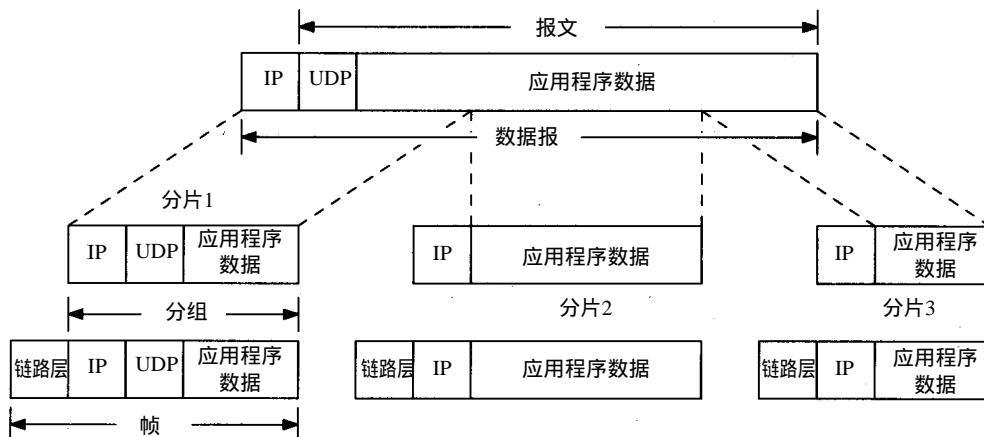 报文
IP UDP 应用程序数据
数据报
分片1
IP UDP 应用程序
数据
IP 应用程序数据
IP 应用程序
数据
分组
分片2
分片3
链路层 IP UDP 应用程序
数据
链路层 IP 应用程序数据
链路层 IP 应用程序
数据
帧